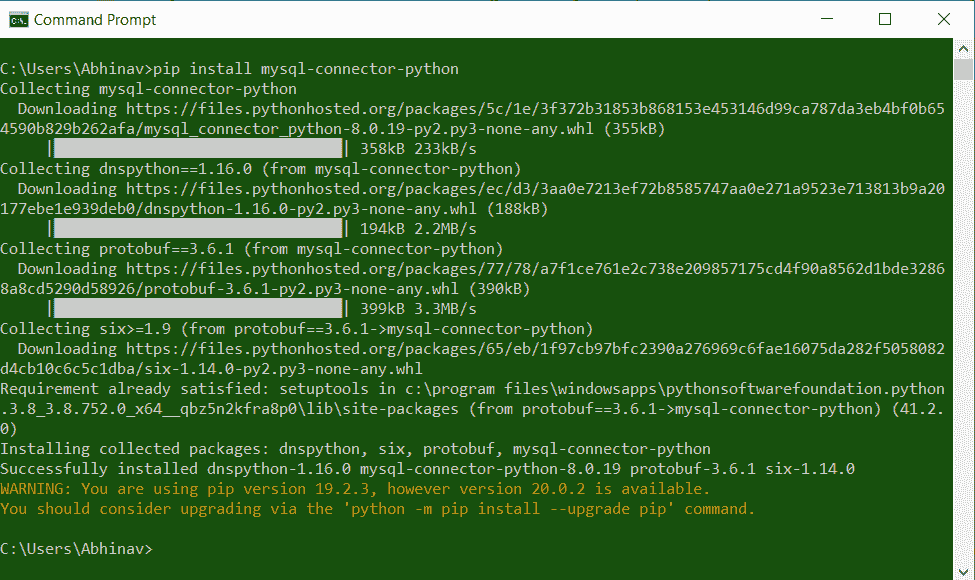 Command Prompt
C:\Users\Abhinav>pip install mysql-connector-python
Collecting mysql-connector-python
  Downloading https://files.pythonhosted.org/packages/5c/1e/3f372b31853b868153e453146d99ca787da3eb4bf0b65
4590b829b262afa/mysql_connector_python-8.0.19-py2.py3-none-any.whl (355kB)
     |████████████████████████████████| 358kB 233kB/s
Collecting dnspython==1.16.0 (from mysql-connector-python)
  Downloading https://files.pythonhosted.org/packages/ec/d3/3aa0e7213ef72b8585747aa0e271a9523e713813b9a20
177ebe1e939deb0/dnspython-1.16.0-py2.py3-none-any.whl (188kB)
     |████████████████████████████████| 194kB 2.2MB/s
Collecting protobuf==3.6.1 (from mysql-connector-python)
  Downloading https://files.pythonhosted.org/packages/77/78/a7f1ce761e2c738e209857175cd4f90a8562d1bde32868
8a8cd5290d58926/protobuf-3.6.1-py2.py3-none-any.whl (390kB)
     |████████████████████████████████| 399kB 3.3MB/s
Collecting six>=1.9 (from protobuf==3.6.1->mysql-connector-python)
  Downloading https://files.pythonhosted.org/packages/65/eb/1f97cb97bfc2390a276969c6fae16075da282f5058082
d4cb10c6c5c1dba/six-1.14.0-py2.py3-none-any.whl
Requirement already satisfied: setuptools in c:\program files\windowsapps\pythonsoftwarefoundation.python
.3.8_3.8.752.0_x64__qbz5n2kfra8p0\lib\site-packages (from protobuf==3.6.1->mysql-connector-python) (41.2.
0)
Installing collected packages: dnspython, six, protobuf, mysql-connector-python
Successfully installed dnspython-1.16.0 mysql-connector-python-8.0.19 protobuf-3.6.1 six-1.14.0
WARNING: You are using pip version 19.2.3, however version 20.0.2 is available.
You should consider upgrading via the 'python -m pip install --upgrade pip' command.
C:\Users\Abhinav>